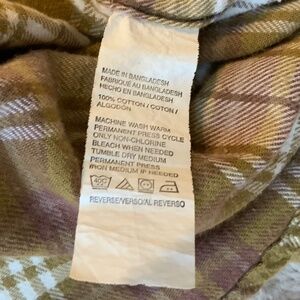 MADE IN BANGLADESH
FABRIQUÉ AU BANGLADESH
HECHO EN BANGLADESH
100% COTTON / COTON /
ALGODÓN
MACHINE WASH WARM
PERMANENT PRESS CYCLE
ONLY NON-CHLORINE
BLEACH WHEN NEEDED
TUMBLE DRY MEDIUM
PERMANENT PRESS
IRON MEDIUM IF NEEDED
REVERSE/VERSO/AL REVERSO